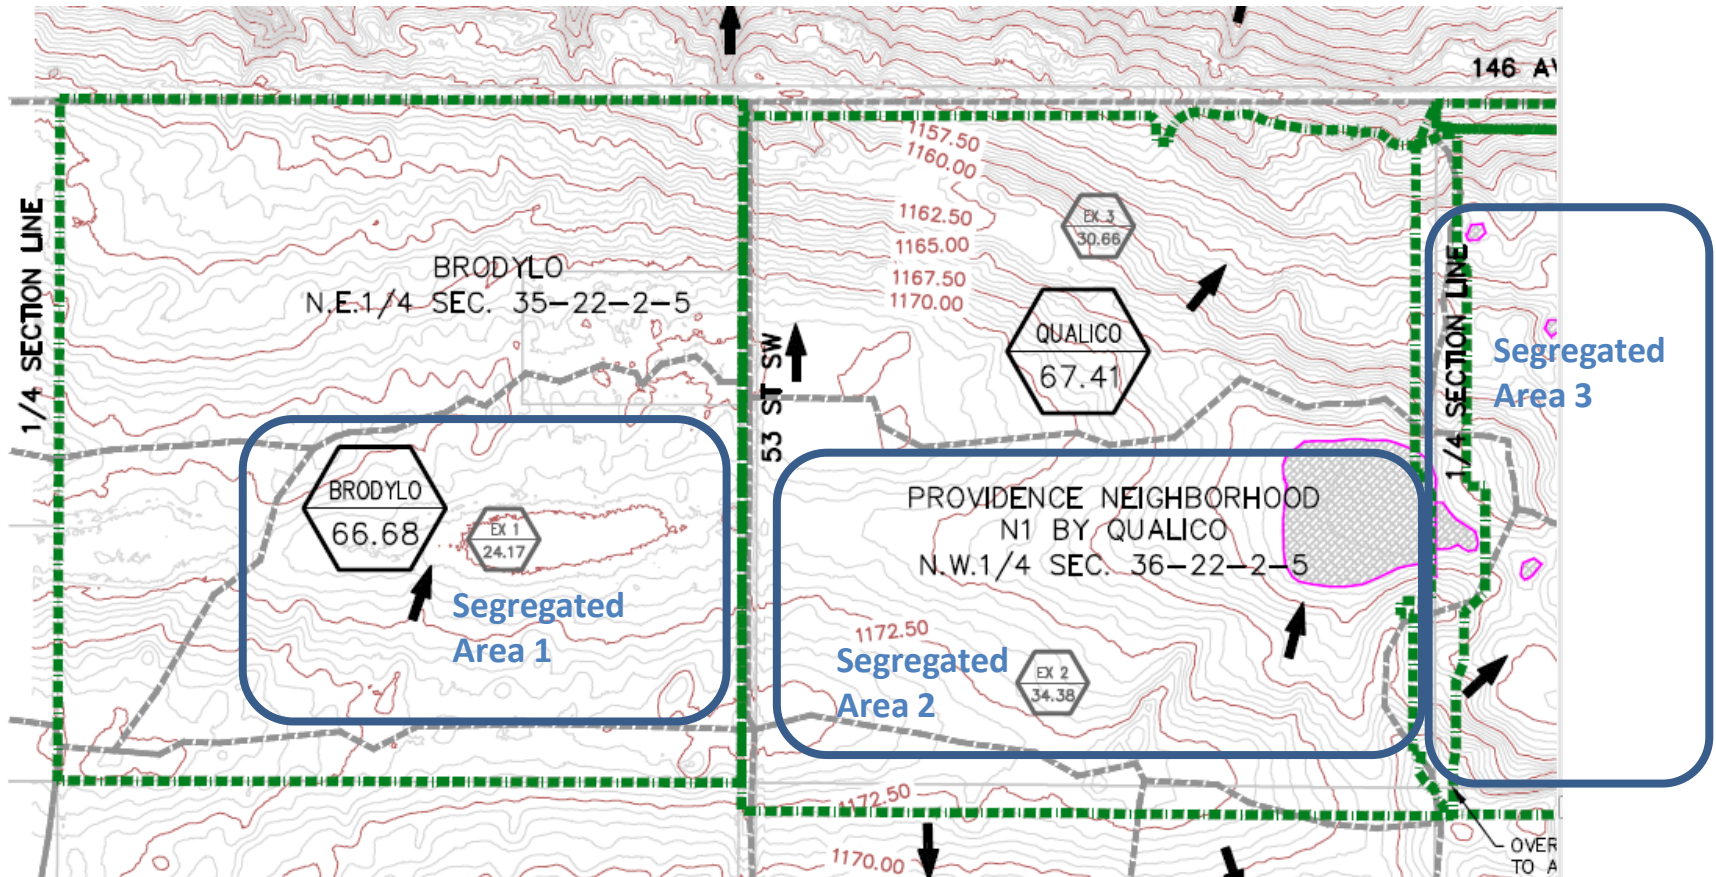 146 AV
1157.50
1160.00
1162.50
1165.00
1167.50
1170.00
EX 3
30.66
1/4 SECTION LINE
BRODYLO
N.E.1/4 SEC. 35-22-2-5
53 ST SW
QUALICO
67.41
1/4 SECTION LINE
Segregated
Area 3
BRODYLO
66.68
EX 1
24.17
Segregated
Area 1
PROVIDENCE NEIGHBORHOOD
N1 BY QUALICO
N.W.1/4 SEC. 36-22-2-5
1172.50
Segregated
Area 2
EX 2
34.38
1172.50
1170.00
OVER
TO A